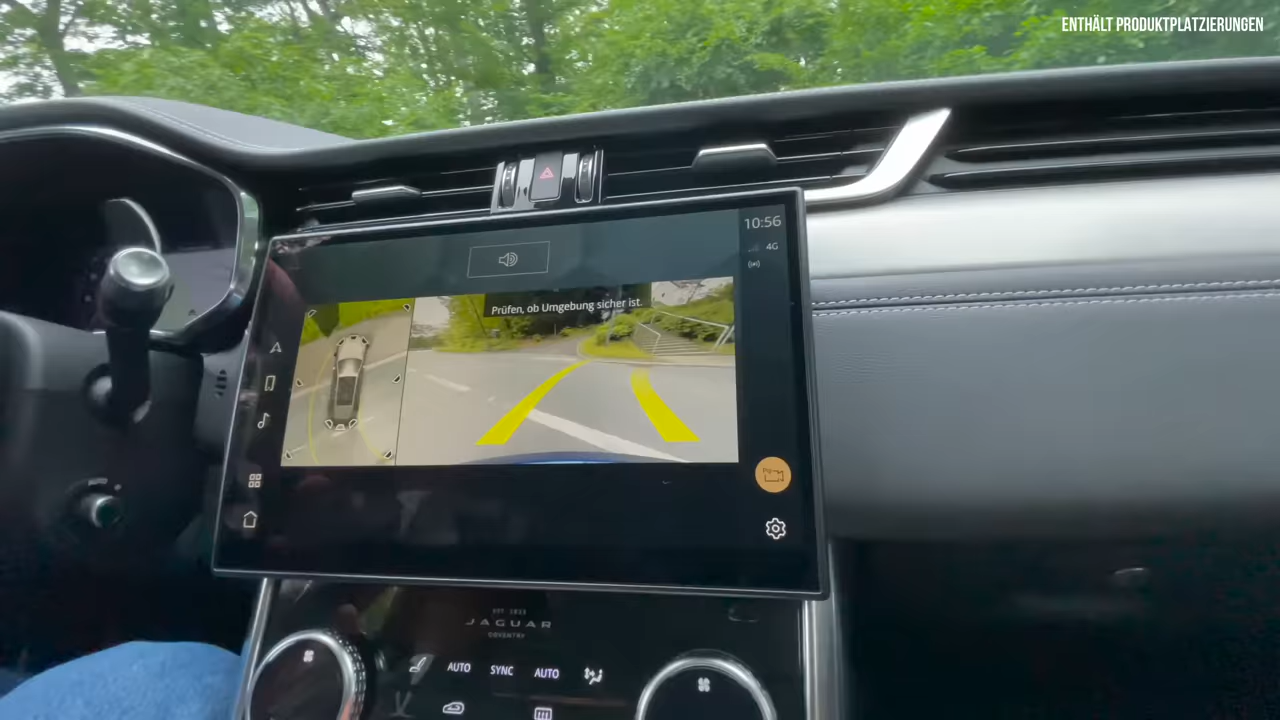 ENTHÄLT PRODUKTPLATZIERUNGEN
10:56
4G
Prüfen, ob Umgebung sicher ist.
JAGUAR
COVENTRY
AUTO SYNC AUTO